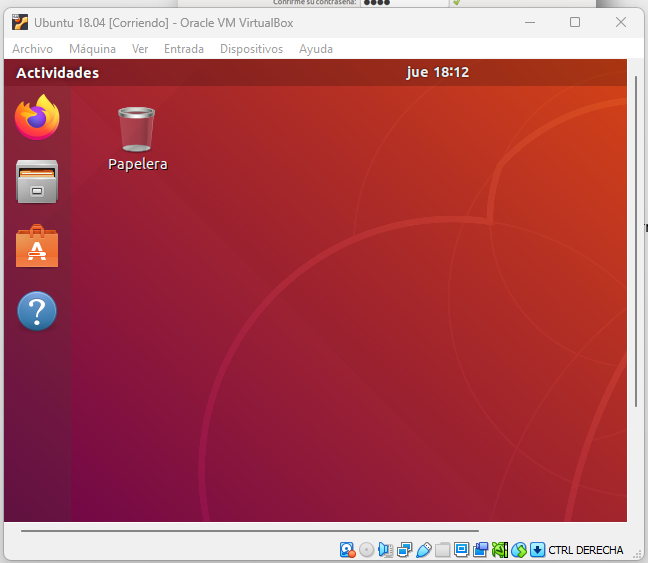 Confirme su contraseña:
Ubuntu 18.04 [Corriendo] - Oracle VM VirtualBox
Archivo Máquina Ver Entrada Dispositivos Ayuda
Actividades jue 18:12
Papelera
CTRL DERECHA